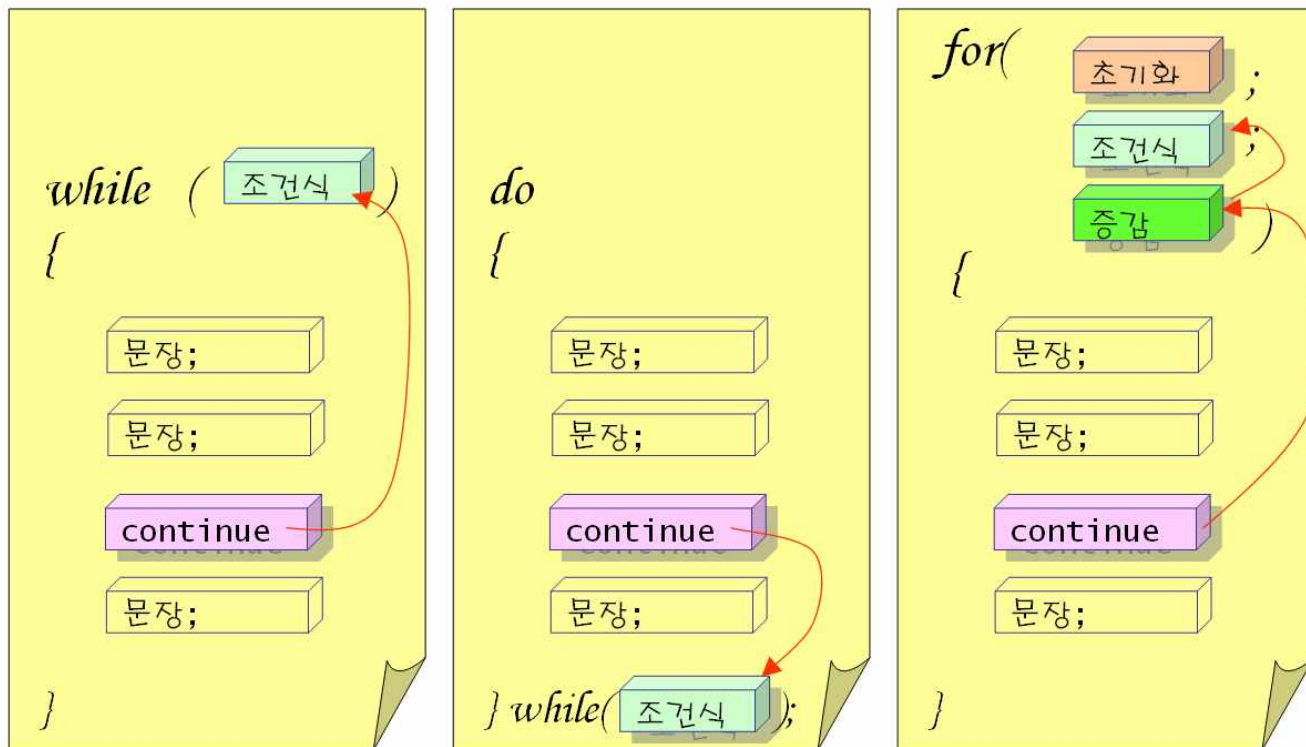 while ( 조건식 )
{
문장;
문장;
continue
문장;
}
do
{
문장;
문장;
continue
문장;
} while( 조건식 );
for( 초기화 ;
조건식 ;
증감 )
{
문장;
문장;
continue
문장;
}